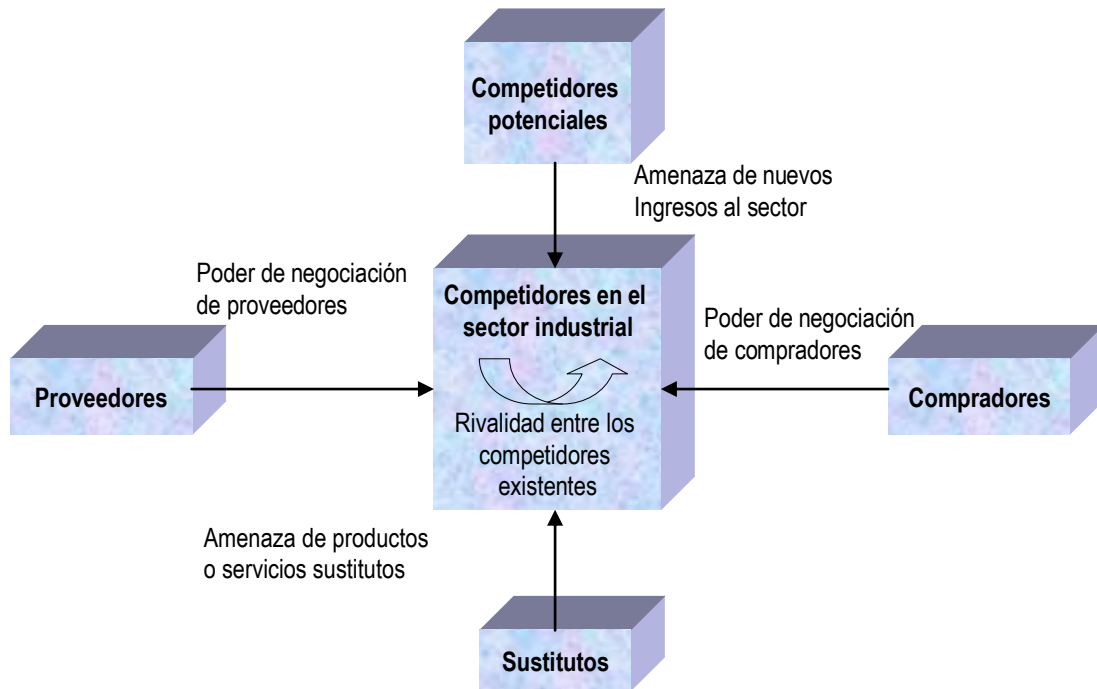 Competidores
potenciales
Amenaza de nuevos
Ingresos al sector
Poder de negociación
de proveedores
Competidores en el
sector industrial
Poder de negociación
de compradores
Proveedores
Compradores
Rivalidad entre los
competidores
existentes
Amenaza de productos
o servicios sustitutos
Sustitutos